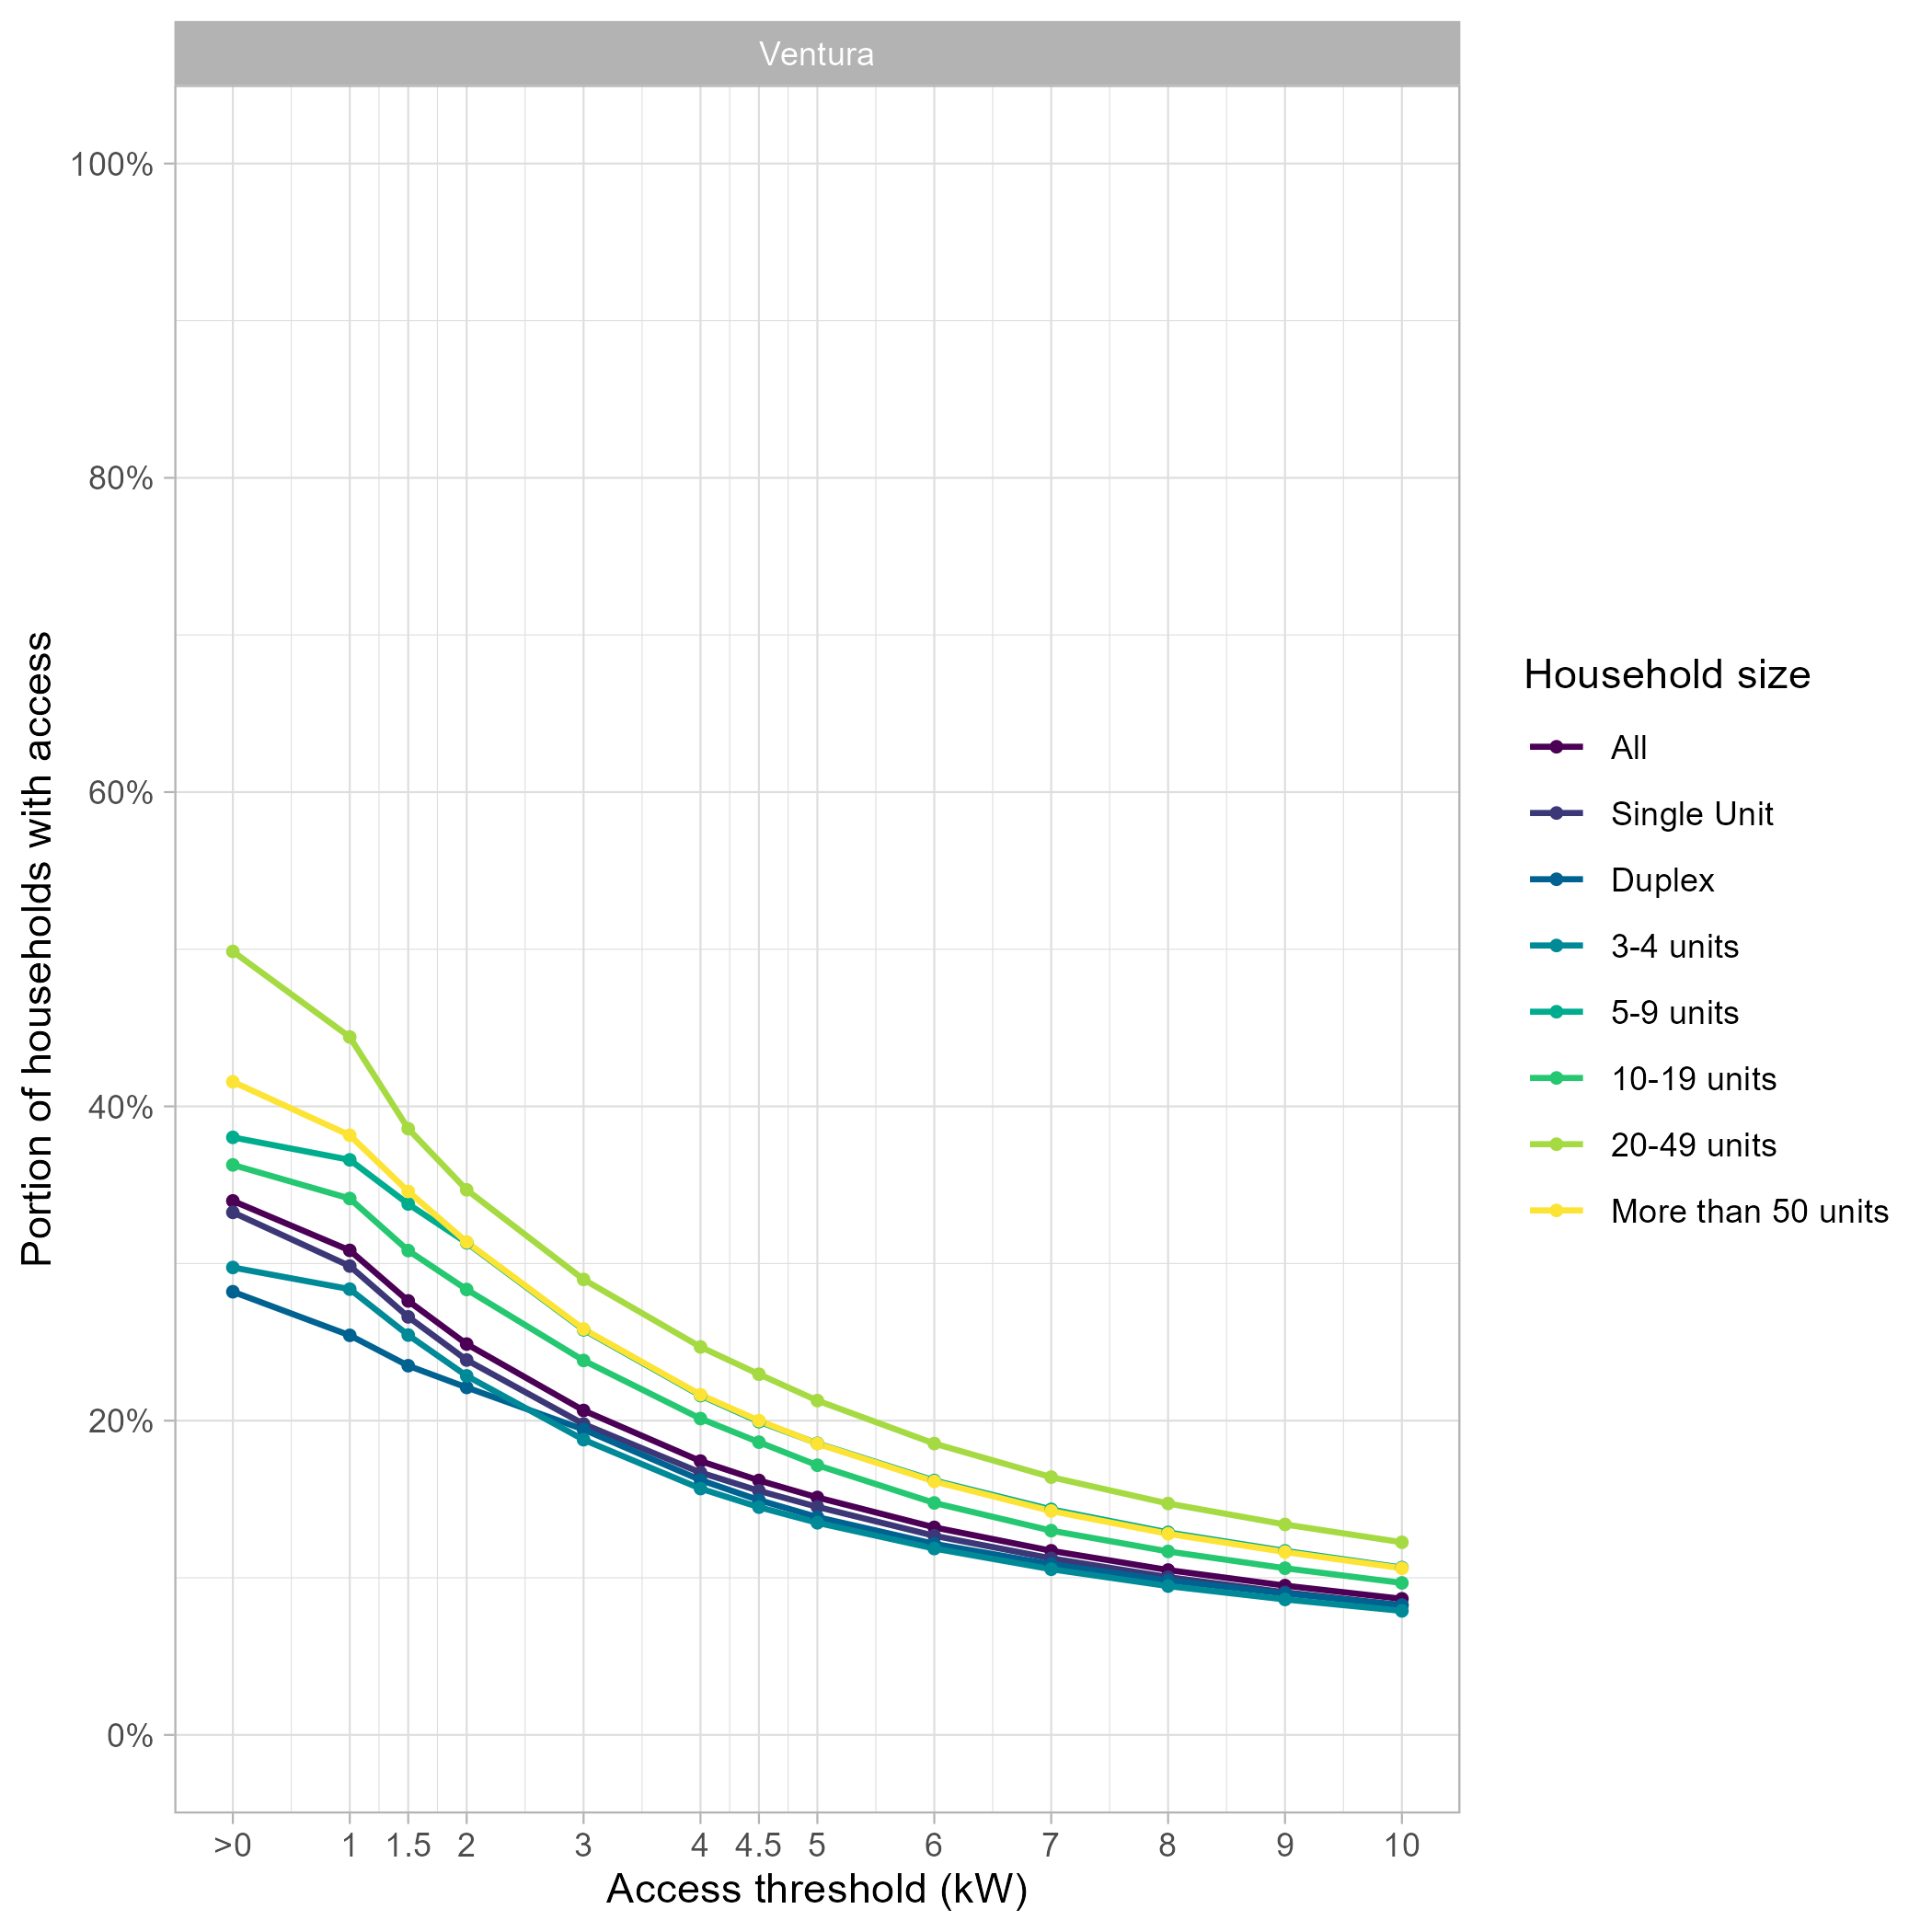 Ventura
100%
80%
60%
40%
20%
0%
Portion of households with access
>0 1 1.5 2 3 4 4.5 5 6 7 8 9 10
Access threshold (kW)
Household size
All
Single Unit
Duplex
3-4 units
5-9 units
10-19 units
20-49 units
More than 50 units